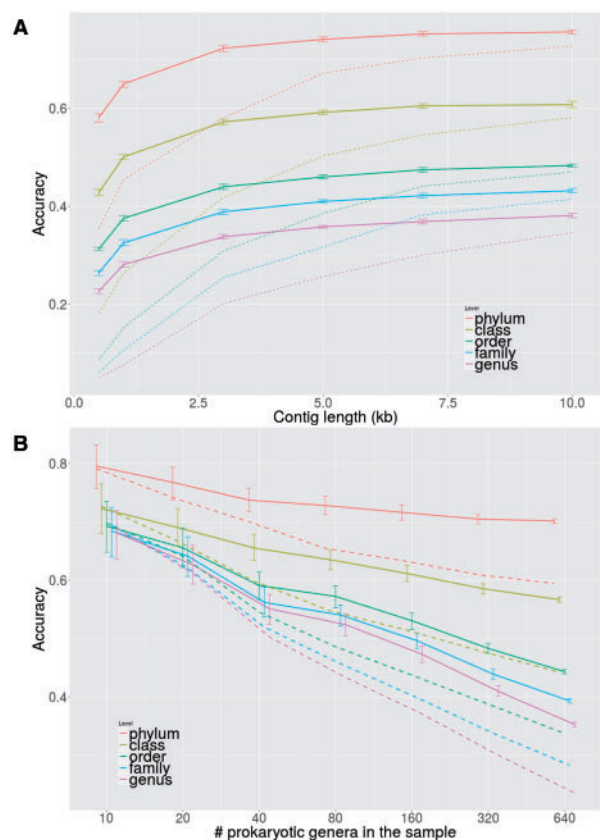 A
Accuracy
0.6
0.4
0.2
Level
phylum
class
order
family
genus
0.0
2.5
5.0
7.5
10.0
Contig length (kb)
B
Accuracy
0.8
0.6
0.4
Level
phylum
class
order
family
genus
10
20
40
80
160
320
640
# prokaryotic genera in the sample